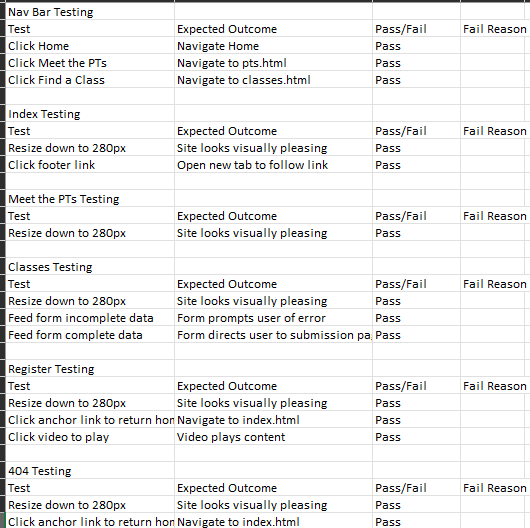 Nav Bar Testing
Test Expected Outcome Pass/Fail Fail Reason
Click Home Navigate Home Pass
Click Meet the PTs Navigate to pts.html Pass
Click Find a Class Navigate to classes.html Pass
Index Testing
Test Expected Outcome Pass/Fail Fail Reason
Resize down to 280px Site looks visually pleasing Pass
Click footer link Open new tab to follow link Pass
Meet the PTs Testing
Test Expected Outcome Pass/Fail Fail Reason
Resize down to 280px Site looks visually pleasing Pass
Classes Testing
Test Expected Outcome Pass/Fail Fail Reason
Resize down to 280px Site looks visually pleasing Pass
Feed form incomplete data Form prompts user of error Pass
Feed form complete data Form directs user to submission pa Pass
Register Testing
Test Expected Outcome Pass/Fail Fail Reason
Resize down to 280px Site looks visually pleasing Pass
Click anchor link to return hor Navigate to index.html Pass
Click video to play Video plays content Pass
404 Testing
Test Expected Outcome Pass/Fail Fail Reason
Resize down to 280px Site looks visually pleasing Pass
Click anchor link to return hor Navigate to index.html Pass